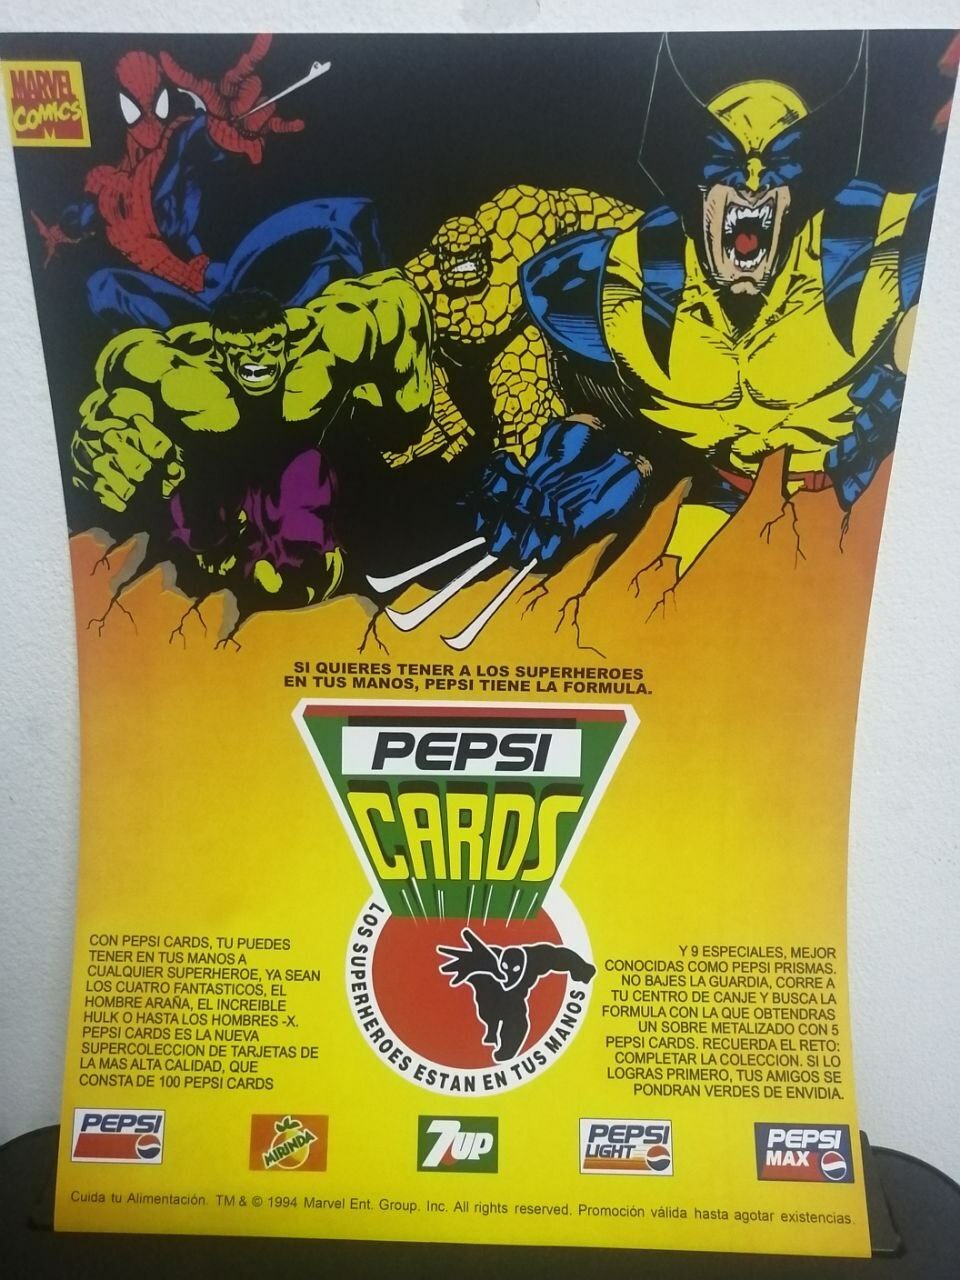 MARVEL
COMICS
M
SI QUIERES TENER A LOS SUPERHEROES
EN TUS MANOS, PEPSI TIENE LA FORMULA.
PEPSI
CARDS
LOS SUPERHEROES ESTAN EN TUS MANOS
CON PEPSI CARDS, TU PUEDES
TENER EN TUS MANOS A
CUALQUIER SUPERHEROE, YA SEAN
LOS CUATRO FANTASTICOS, EL
HOMBRE ARAÑA, EL INCREIBLE
HULK O HASTA LOS HOMBRES -X.
PEPSI CARDS ES LA NUEVA
SUPERCOLECCION DE TARJETAS DE
LA MAS ALTA CALIDAD, QUE
CONSTA DE 100 PEPSI CARDS
Y 9 ESPECIALES, MEJOR
CONOCIDAS COMO PEPSI PRISMAS.
NO BAJES LA GUARDIA, CORRE A
TU CENTRO DE CANJE Y BUSCA LA
FORMULA CON LA QUE OBTENDRAS
UN SOBRE METALIZADO CON 5
PEPSI CARDS. RECUERDA EL RETO:
COMPLETAR LA COLECCION. SI LO
LOGRAS PRIMERO, TUS AMIGOS SE
PONDRAN VERDES DE ENVIDIA.
PEPSI
MIRINDA
7UP
PEPSI
LIGHT
PEPSI
MAX
Cuida tu Alimentación. TM & © 1994 Marvel Ent. Group. Inc. All rights reserved. Promoción válida hasta agotar existencias.